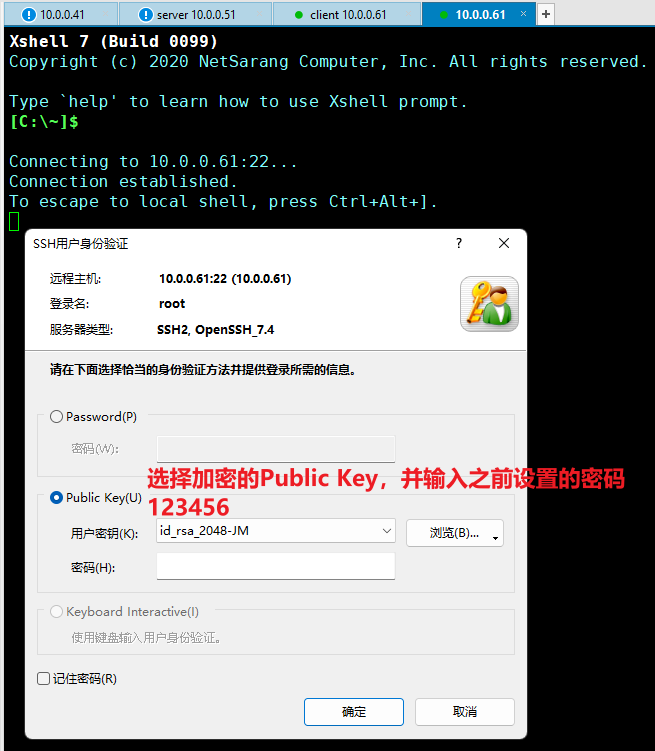 10.0.0.41
server 10.0.0.51
client 10.0.0.61
10.0.0.61 × +
Xshell 7 (Build 0099)
Copyright (c) 2020 NetSarang Computer, Inc. All rights reserved.
Type `help' to learn how to use Xshell prompt.
[C:\~]$
Connecting to 10.0.0.61:22...
Connection established.
To escape to local shell, press Ctrl+Alt+].
SSH用户身份验证 ? ×
远程主机: 10.0.0.61:22 (10.0.0.61)
登录名: root
服务器类型: SSH2, OpenSSH_7.4
请在下面选择恰当的身份验证方法并提供登录所需的信息。
Password(P)
密码(W):
选择加密的Public Key，并输入之前设置的密码
123456
Public Key(U)
用户密钥(K): id_rsa_2048-JM 浏览(B)...
密码(H):
Keyboard Interactive(I)
使用键盘输入用户身份验证。
记住密码(R)
确定 取消